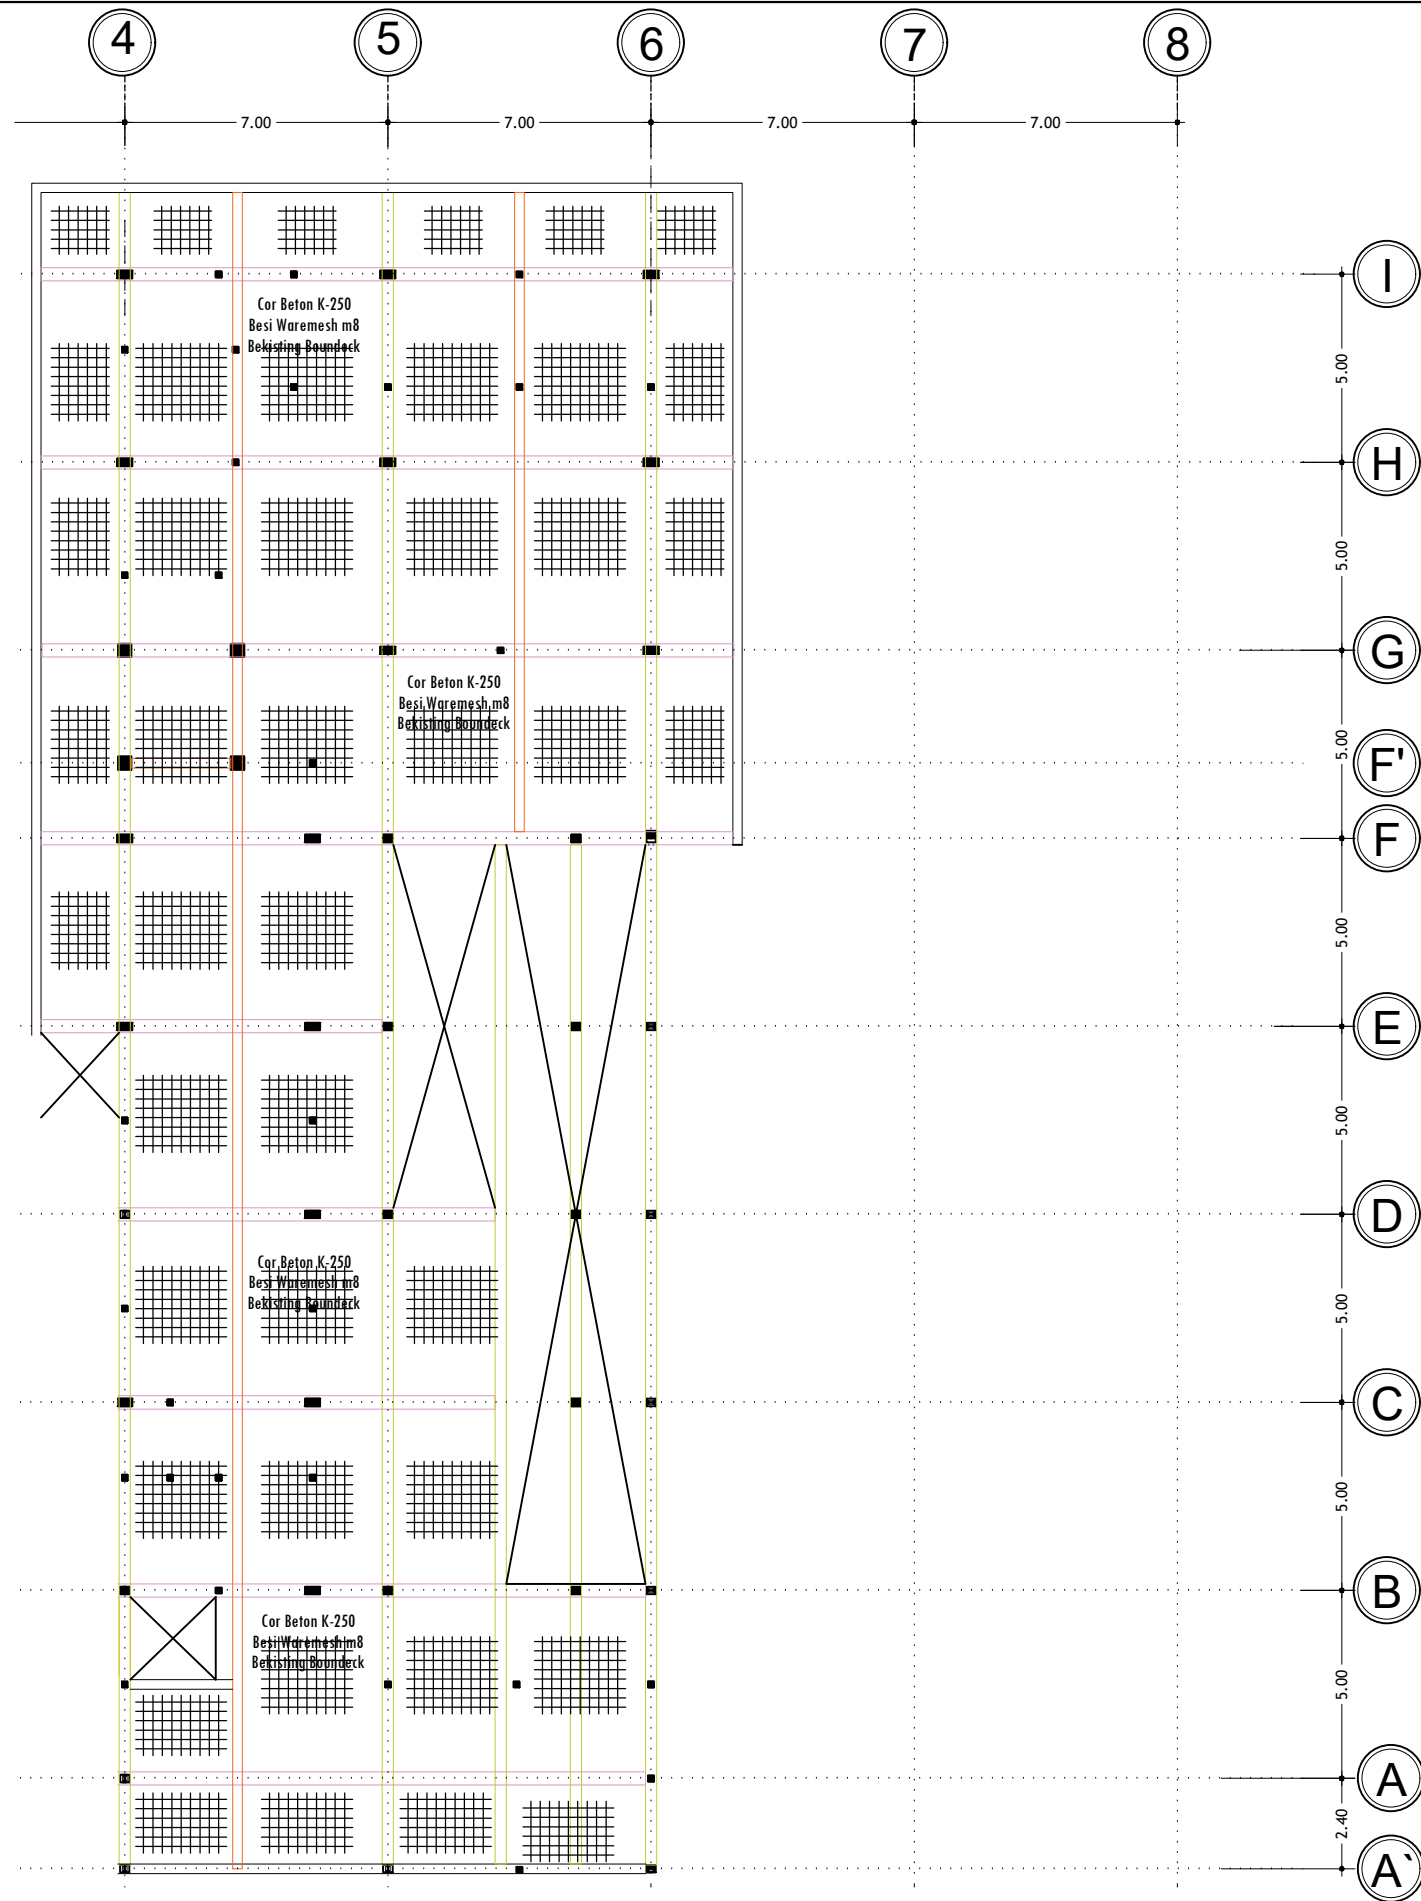 4 5 6 7 8
7.00 7.00 7.00 7.00
I
Cor Beton K-250
Besi Waremesh m8
Bekisting Boundeck
5.00
H
5.00
G
Cor Beton K-250
Besi Waremesh m8
Bekisting Boundeck
5.00
F'
F
5.00
E
5.00
D
Cor Beton K-250
Besi Waremesh m8
Bekisting Boundeck
5.00
C
5.00
B
Cor Beton K-250
Besi Waremesh m8
Bekisting Boundeck
5.00
A
2.40
A`